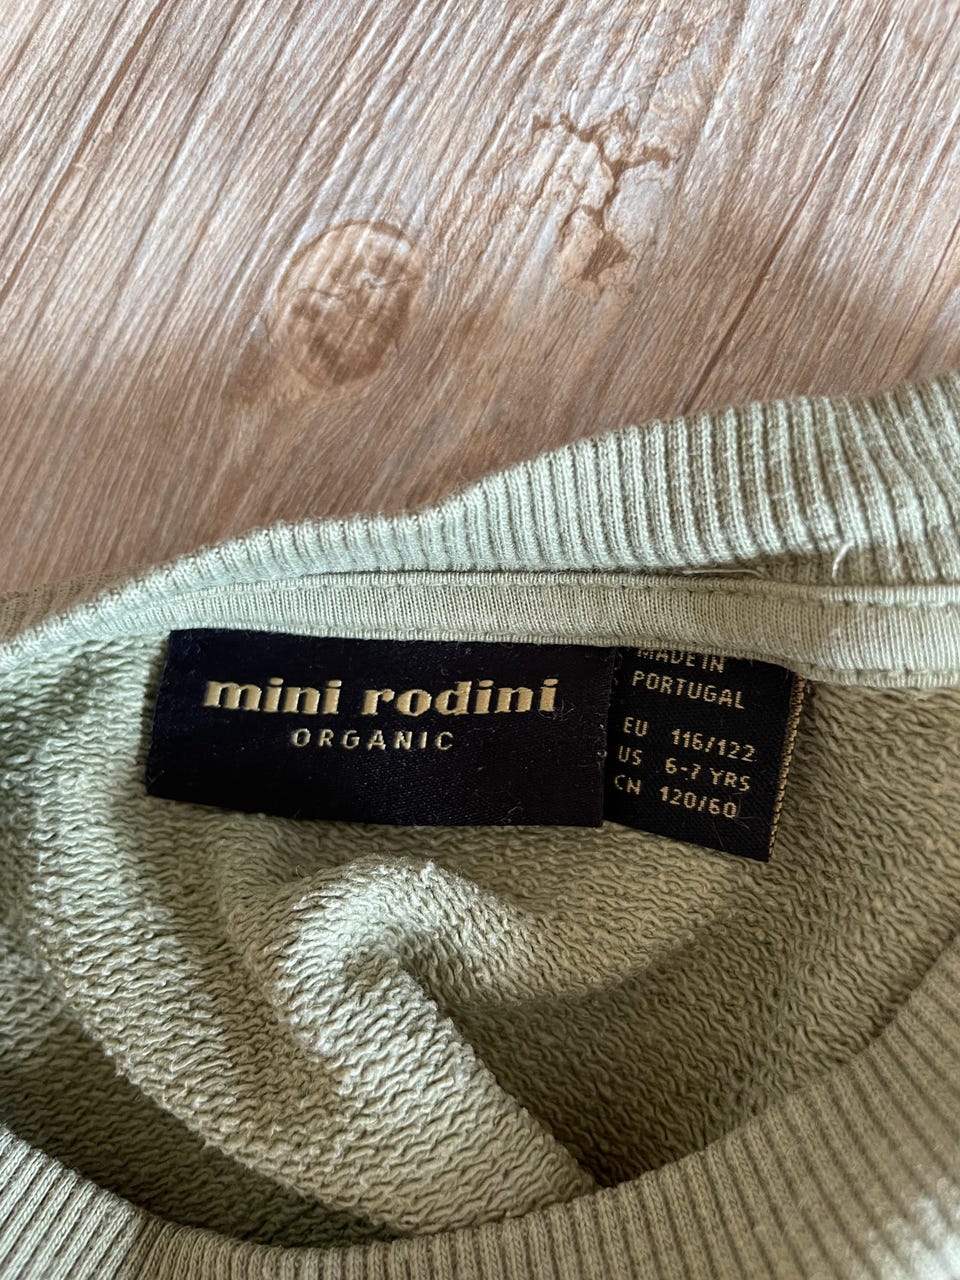 mini rodini
ORGANIC
MADE IN
PORTUGAL
EU 116/122
US 6-7 YRS
CN 120/60